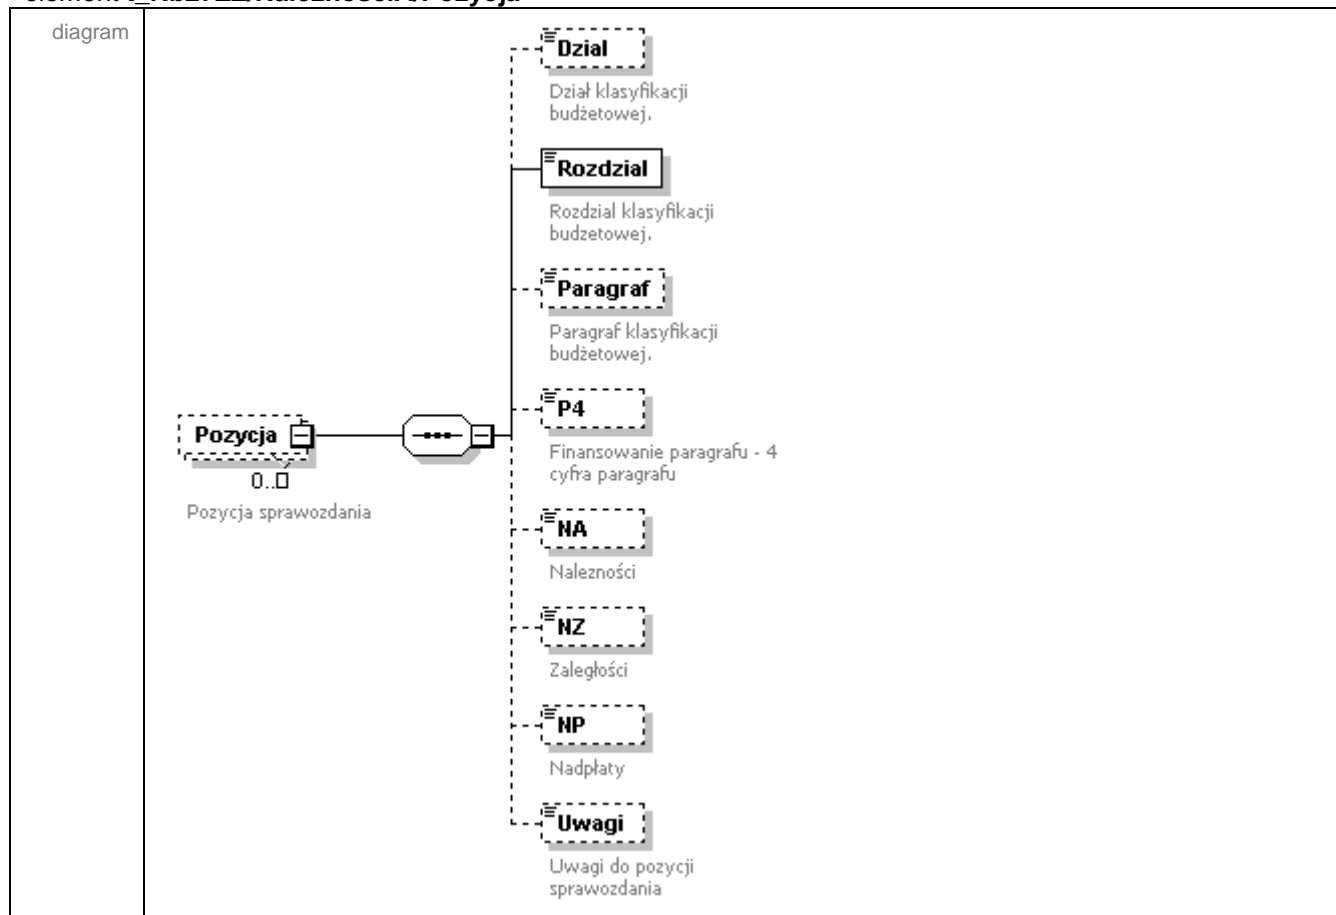 diagram
Dzial
Dział klasyfikacji
budżetowej.
Rozdzial
Rozdzial klasyfikacji
budzetowej.
Paragraf
Paragraf klasyfikacji
budżetowej.
P4
Finansowanie paragrafu - 4
cyfra paragrafu
Pozycja
0..
Pozycja sprawozdania
NA
Nalezności
NZ
Zaległości
NP
Nadpłaty
Uwagi
Uwagi do pozycji
sprawozdania